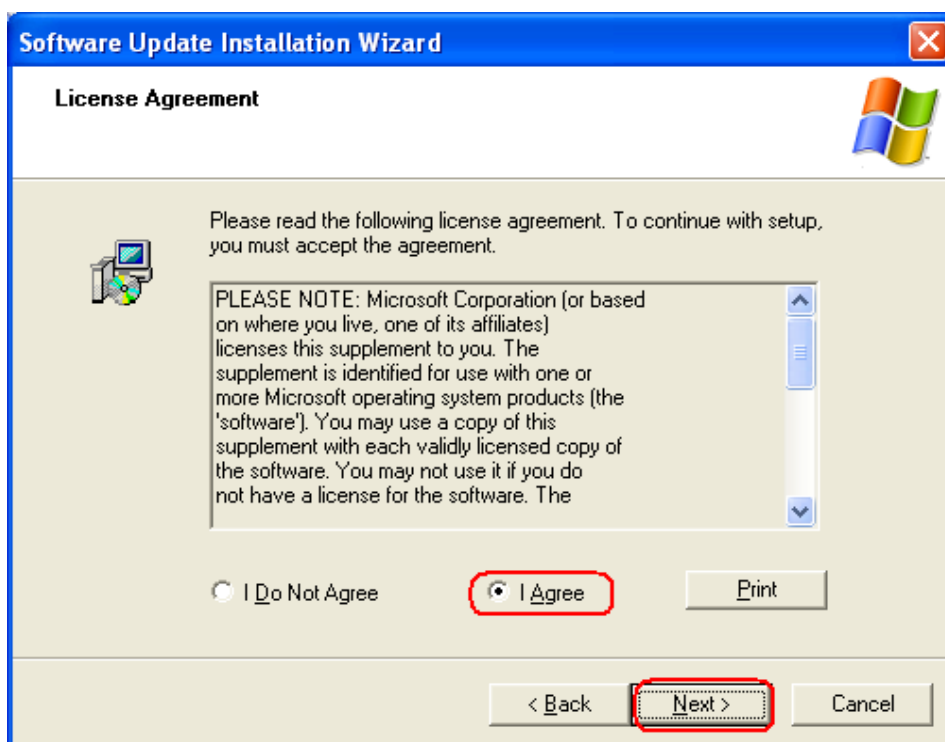 Software Update Installation Wizard
License Agreement
Please read the following license agreement. To continue with setup,
you must accept the agreement.
PLEASE NOTE: Microsoft Corporation (or based
on where you live, one of its affiliates)
licenses this supplement to you. The
supplement is identified for use with one or
more Microsoft operating system products (the
'software'). You may use a copy of this
supplement with each validly licensed copy of
the software. You may not use it if you do
not have a license for the software. The
I Do Not Agree
I Agree
Print
< Back
Next >
Cancel